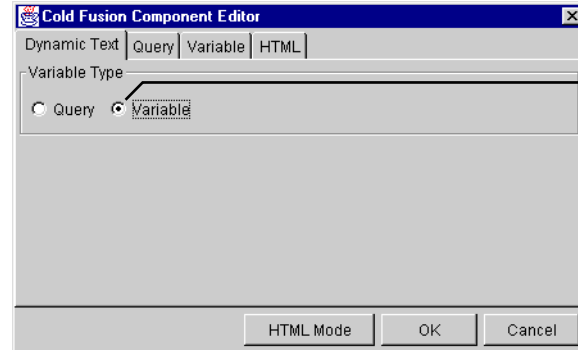 Cold Fusion Component Editor
Dynamic Text Query Variable HTML
Variable Type
Query Variable
HTML Mode OK Cancel